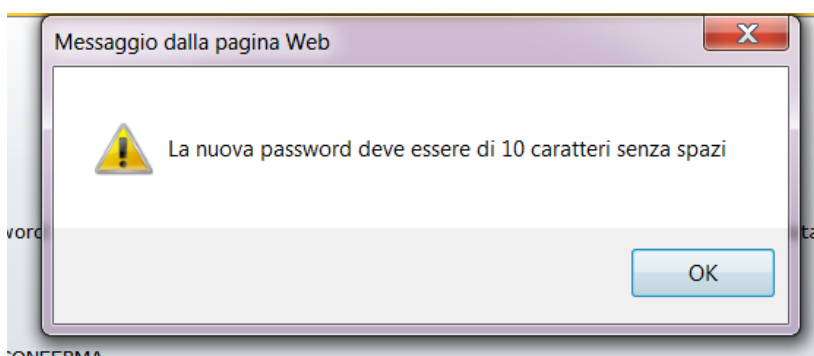 Messaggio dalla pagina Web
La nuova password deve essere di 10 caratteri senza spazi
OK